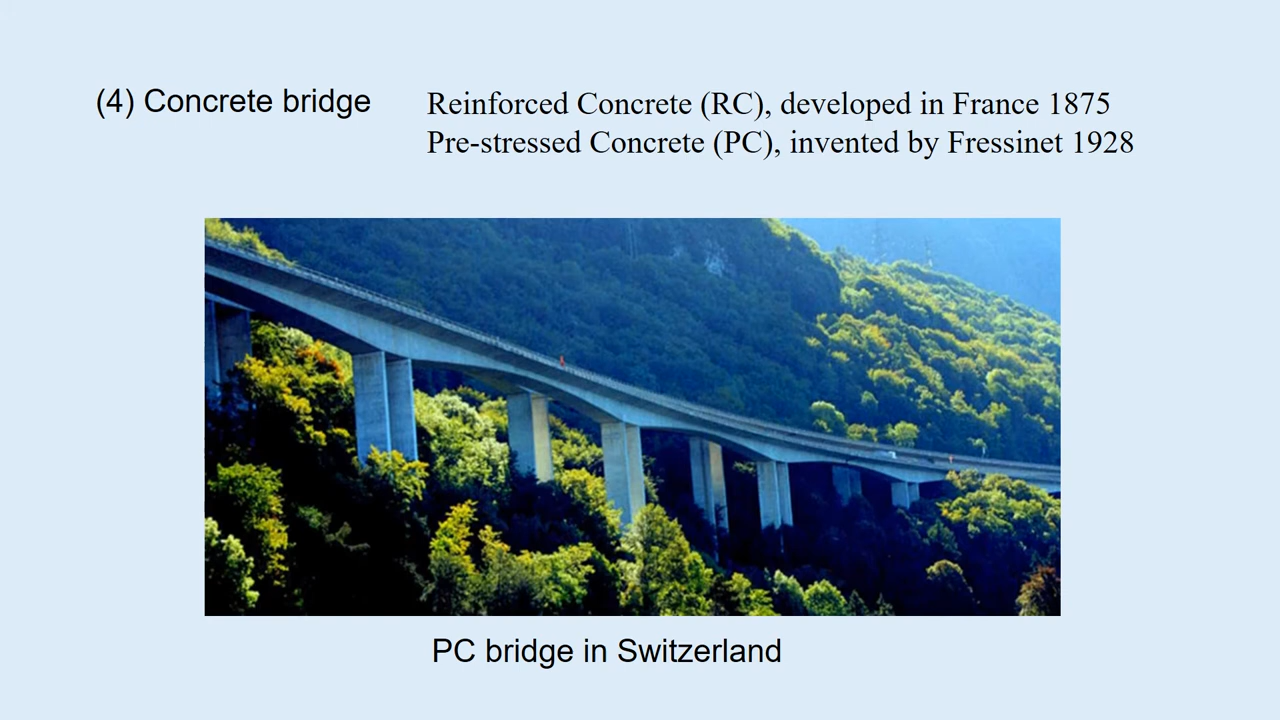 (4) Concrete bridge
Reinforced Concrete (RC), developed in France 1875
Pre-stressed Concrete (PC), invented by Fressinet 1928
PC bridge in Switzerland